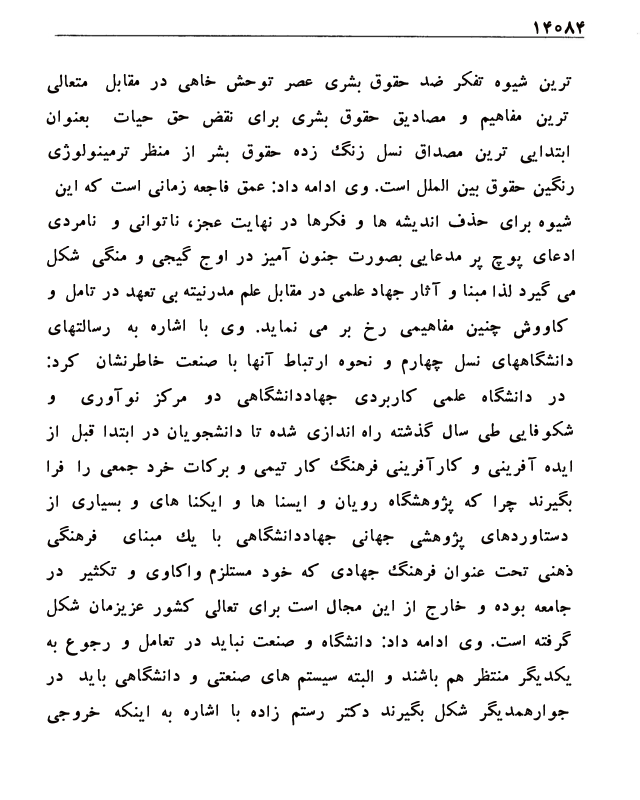 ۱۴۰۸۴
ترین شیوه تفکر ضد حقوق بشری عصر توحش خاهی در مقابل متعالی
ترین مفاهیم و مصادیق حقوق بشری برای نقض حق حیات بعنوان
ابتدایی ترین مصداق نسل زنگ زده حقوق بشر از منظر ترمینولوژی
رنگین حقوق بین الملل است. وی ادامه داد: عمق فاجعه زمانی است که این
شیوه برای حذف اندیشه ها و فکرها در نهایت عجز، ناتوانی و نامردی
ادعای پوچ پر مدعایی بصورت جنون آمیز در اوج گیجی و منگی شکل
می گیرد لذا مبنا و آثار جهاد علمی در مقابل علم مدرنیته بی تعهد در تامل و
کاووش چنین مفاهیمی رخ بر می نماید. وی با اشاره به رسالتهای
دانشگاههای نسل چهارم و نحوه ارتباط آنها با صنعت خاطرنشان کرد:
در دانشگاه علمی کاربردی جهاددانشگاهی دو مرکز نوآوری و
شکوفایی طی سال گذشته راه اندازی شده تا دانشجویان در ابتدا قبل از
ایده آفرینی و کارآفرینی فرهنگ کار تیمی و برکات خرد جمعی را فرا
بگیرند چرا که پژوهشگاه رویان و ایسنا ها و ایکنا های و بسیاری از
دستاوردهای پژوهشی جهانی جهاددانشگاهی با یك مبنای فرهنگی
ذهنی تحت عنوان فرهنگ جهادی که خود مستلزم واکاوی و تکثیر در
جامعه بوده و خارج از این مجال است برای تعالی کشور عزیزمان شکل
گرفته است. وی ادامه داد: دانشگاه و صنعت نباید در تعامل و رجوع به
یکدیگر منتظر هم باشند و البته سیستم های صنعتی و دانشگاهی باید در
جوارهمدیگر شکل بگیرند دکتر رستم زاده با اشاره به اینکه خروجی